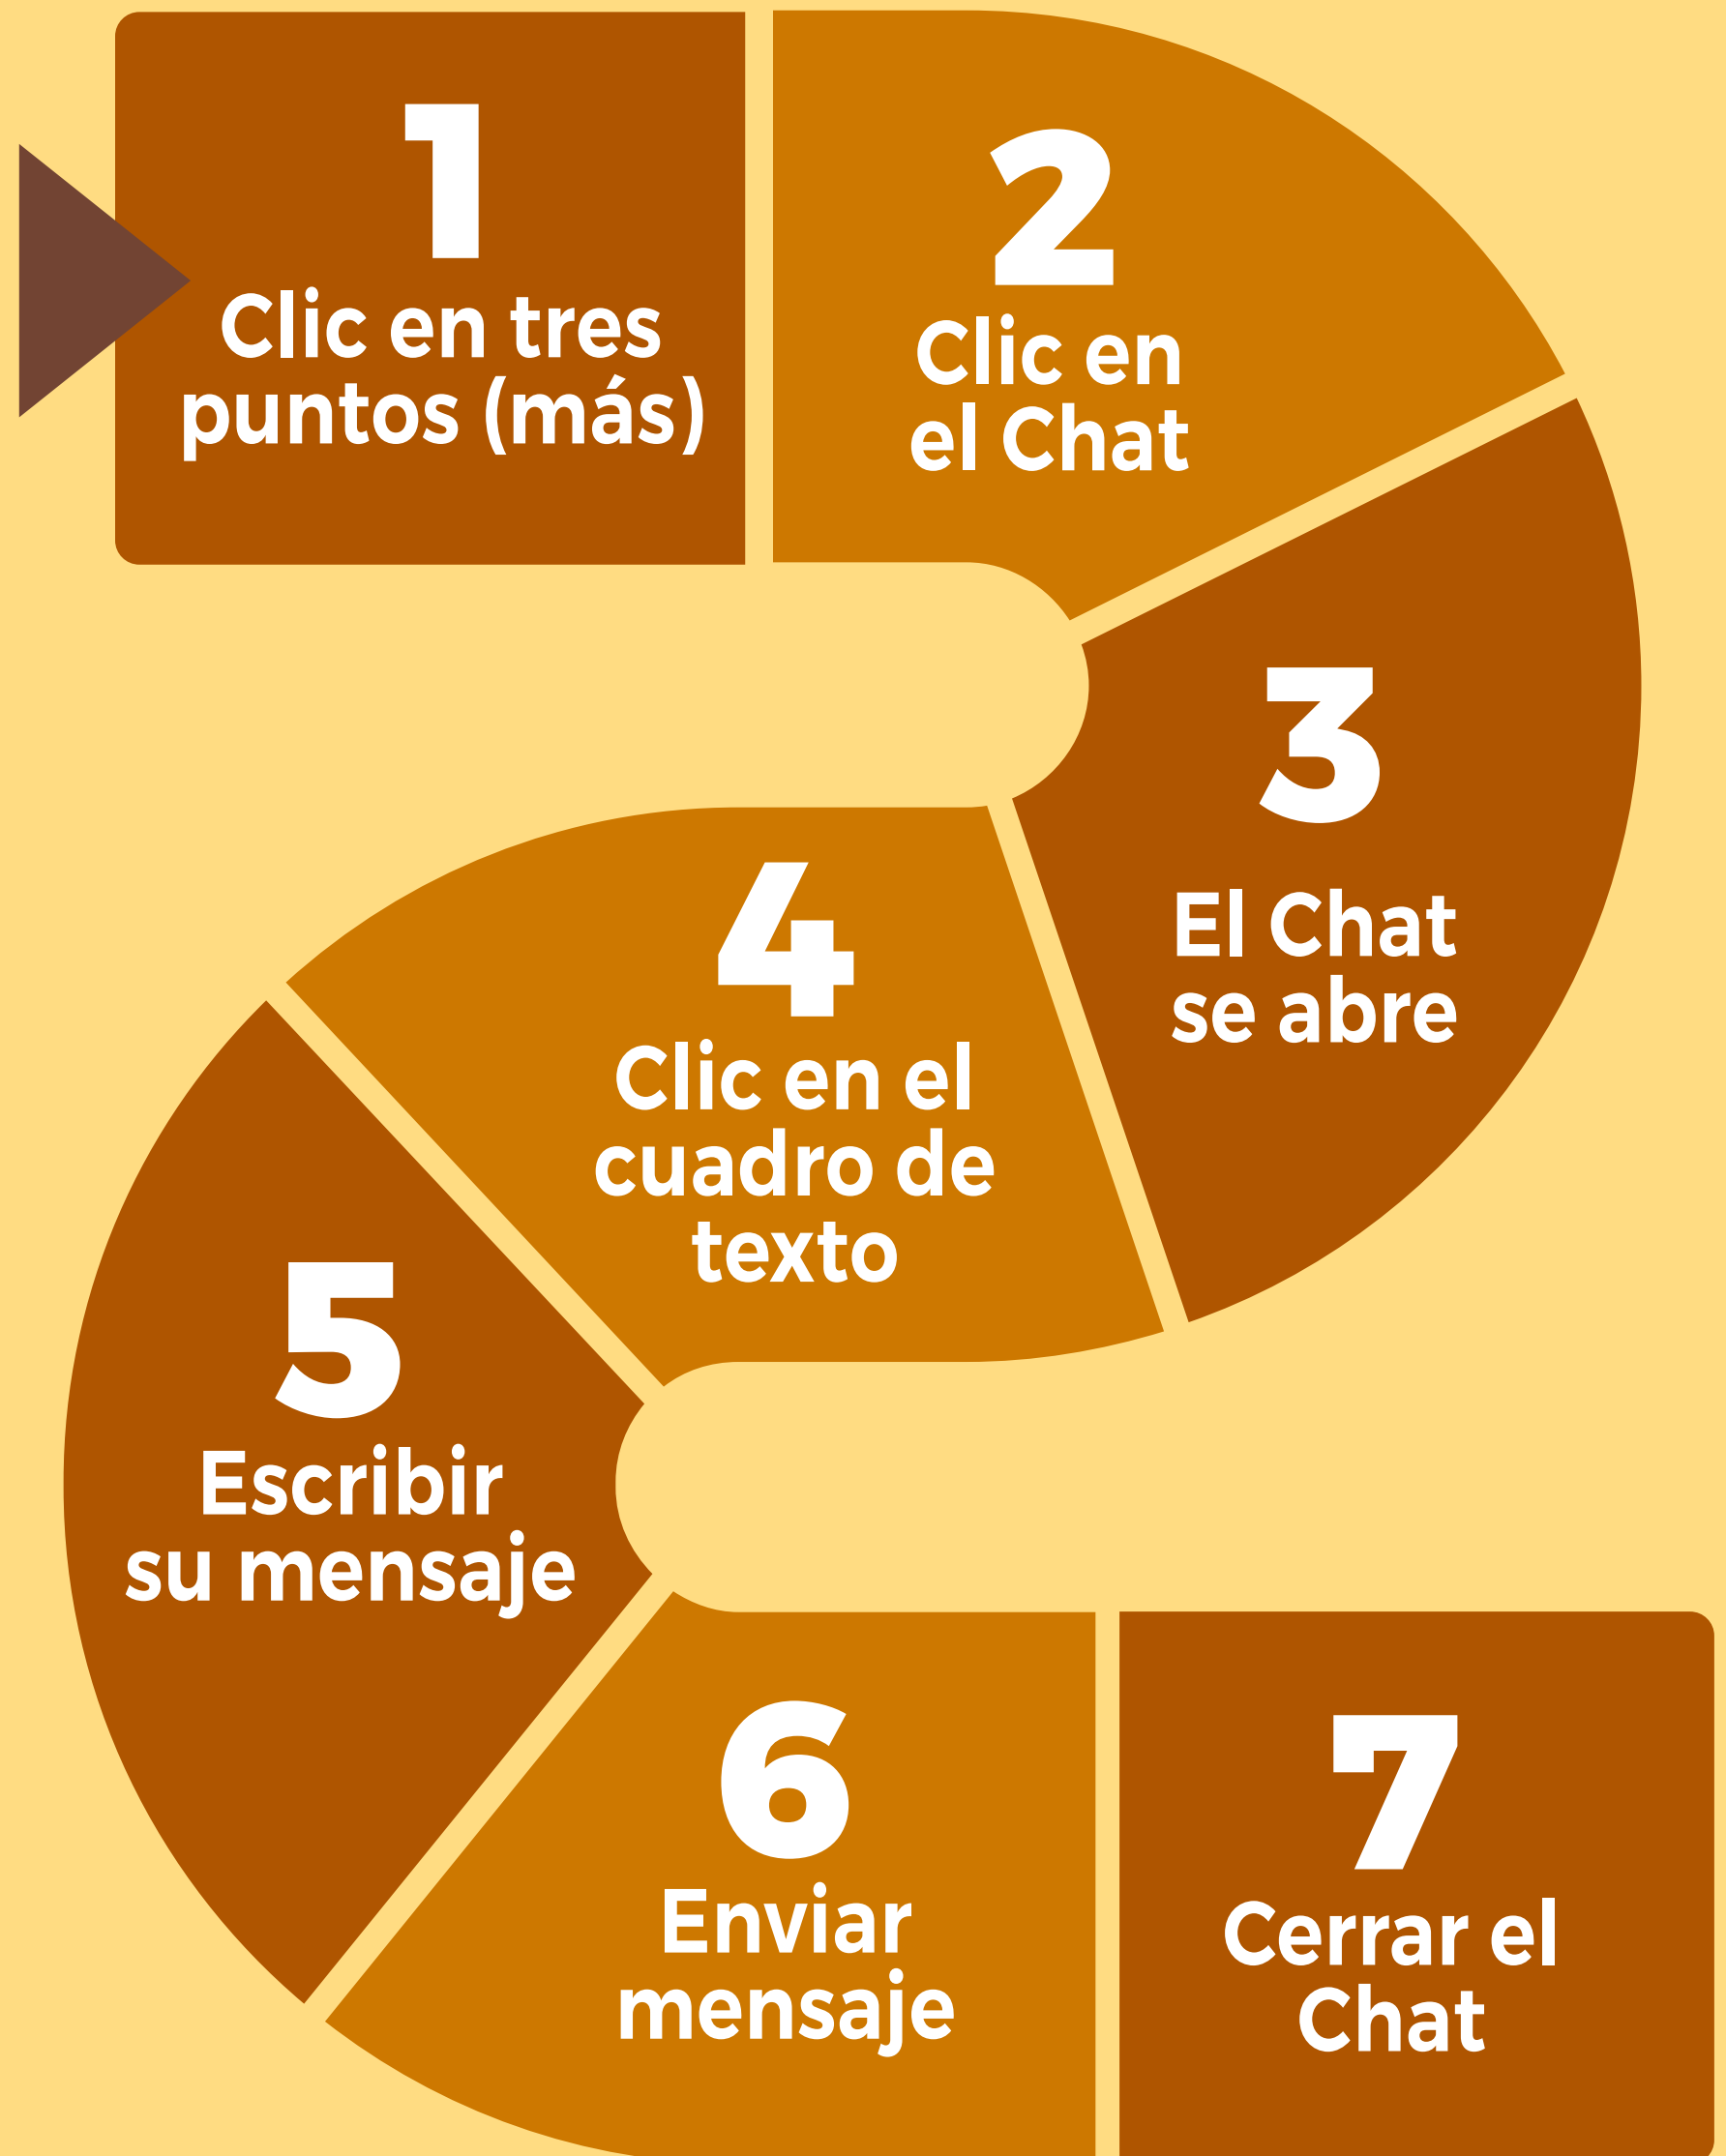 1
Clic en tres
puntos (más)
2
Clic en
el Chat
3
El Chat
se abre
4
Clic en el
cuadro de
texto
5
Escribir
su mensaje
6
Enviar
mensaje
7
Cerrar el
Chat